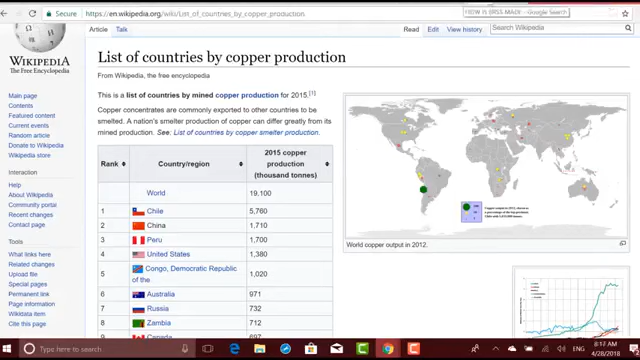 Secure https://en.wikipedia.org/wiki/List_of_countries_by_copper_production.
Search Wikipedia
WIKIPEDIA
The Free Encyclopedia
Article Talk Read Edit View history
List of countries by copper production
From Wikipedia, the free encyclopedia
This is a list of countries by mined copper production for 2015.[1]
Copper concentrates are commonly exported to other countries to be
smelted. A nation's smelter production of copper can differ greatly from its
mined production. See: List of countries by copper smelter production.
Main page
Contents
Featured content
Current events
Random article
Donate to Wikipedia
Wikipedia store
Interaction
Help
About Wikipedia
Community portal
Recent changes
Contact page
Tools
What links here
Related changes
Upload file
Special pages
Permanent link
Page information
Wikidata item
Cite this page
Rank Country/region 2015 copper
production
(thousand tonnes)
World 19,100
1 Chile 5,760
2 China 1,710
3 Peru 1,700
4 United States 1,380
5 Congo, Democratic Republic
of the 1,020
6 Australia 971
7 Russia 732
8 Zambia 712
9 Canada 697
World copper output in 2012.
Type here to search
ENG
8:17 AM
4/28/2018